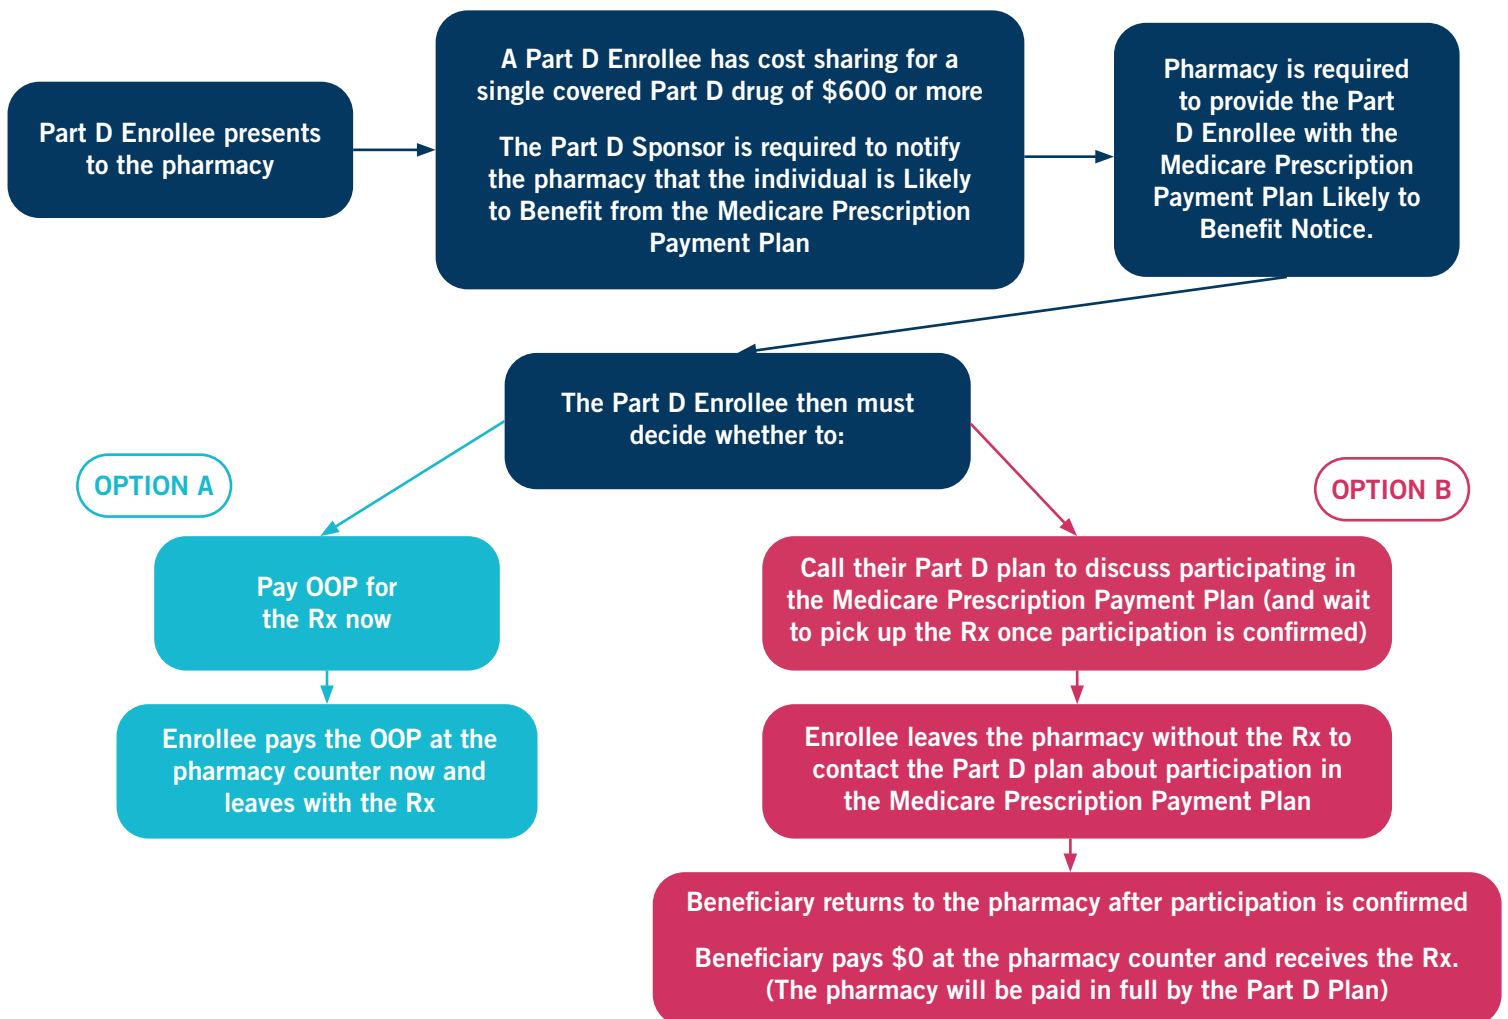 Part D Enrollee presents
to the pharmacy
A Part D Enrollee has cost sharing for a
single covered Part D drug of $600 or more
The Part D Sponsor is required to notify
the pharmacy that the individual is Likely
to Benefit from the Medicare Prescription
Payment Plan
Pharmacy is required
to provide the Part
D Enrollee with the
Medicare Prescription
Payment Plan Likely to
Benefit Notice.
The Part D Enrollee then must
decide whether to:
OPTION A
Pay OOP for
the Rx now
Enrollee pays the OOP at the
pharmacy counter now and
leaves with the Rx
OPTION B
Call their Part D plan to discuss participating in
the Medicare Prescription Payment Plan (and wait
to pick up the Rx once participation is confirmed)
Enrollee leaves the pharmacy without the Rx to
contact the Part D plan about participation in
the Medicare Prescription Payment Plan
Beneficiary returns to the pharmacy after participation is confirmed
Beneficiary pays $0 at the pharmacy counter and receives the Rx.
(The pharmacy will be paid in full by the Part D Plan)